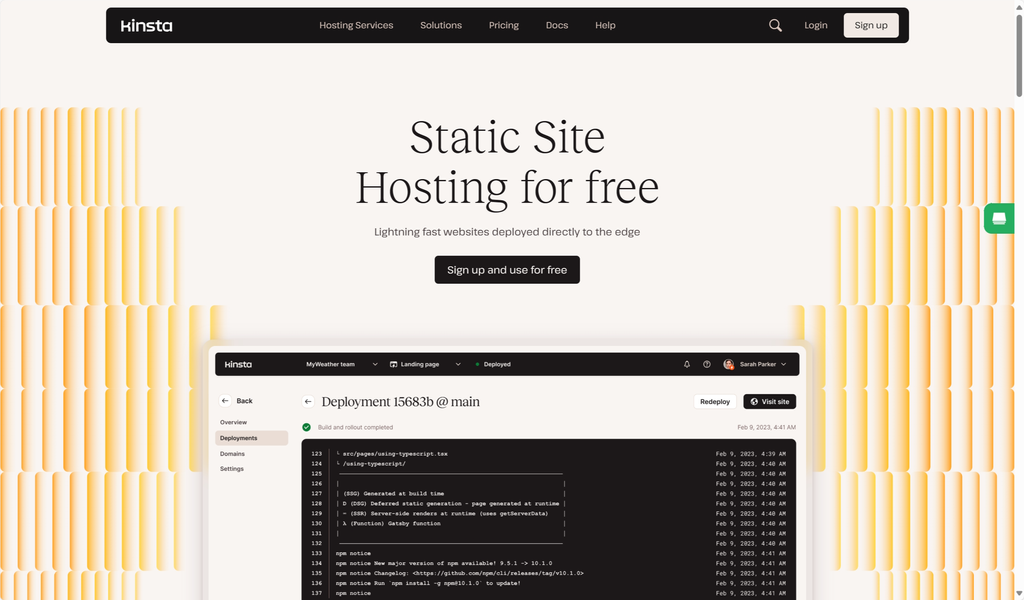 Kinsta
Hosting Services
Solutions
Pricing
Docs
Help
Login
Sign up
Static Site
Hosting for free
Lightning fast websites deployed directly to the edge
Sign up and use for free
Kinsta
MyWeather team
Landing page
Deployed
Sarah Parker
Back
Deployment 15683b @ main
Redeploy
Visit site
Overview
Build and rollout completed
Feb 9, 2023, 4:41 AM
Deployments
Domains
Settings
123 └ src/pages/using-typescript.tsx Feb 9, 2023, 4:39 AM
124 └ /using-typescript/ Feb 9, 2023, 4:40 AM
125 Feb 9, 2023, 4:40 AM
126 | | Feb 9, 2023, 4:40 AM
127 | (SSG) Generated at build time | Feb 9, 2023, 4:40 AM
128 | D (DSG) Deferred static generation - page generated at runtime | Feb 9, 2023, 4:40 AM
129 | ∞ (SSR) Server-side renders at runtime (uses getServerData) | Feb 9, 2023, 4:40 AM
130 | λ (Function) Gatsby function | Feb 9, 2023, 4:40 AM
131 | | Feb 9, 2023, 4:40 AM
132 Feb 9, 2023, 4:40 AM
133 npm notice Feb 9, 2023, 4:41 AM
134 npm notice New major version of npm available! 9.5.1 -> 10.1.0 Feb 9, 2023, 4:41 AM
135 npm notice Changelog: <https://github.com/npm/cli/releases/tag/v10.1.0> Feb 9, 2023, 4:41 AM
136 npm notice Run `npm install -g npm@10.1.0` to update! Feb 9, 2023, 4:41 AM
137 npm notice Feb 9, 2023, 4:41 AM